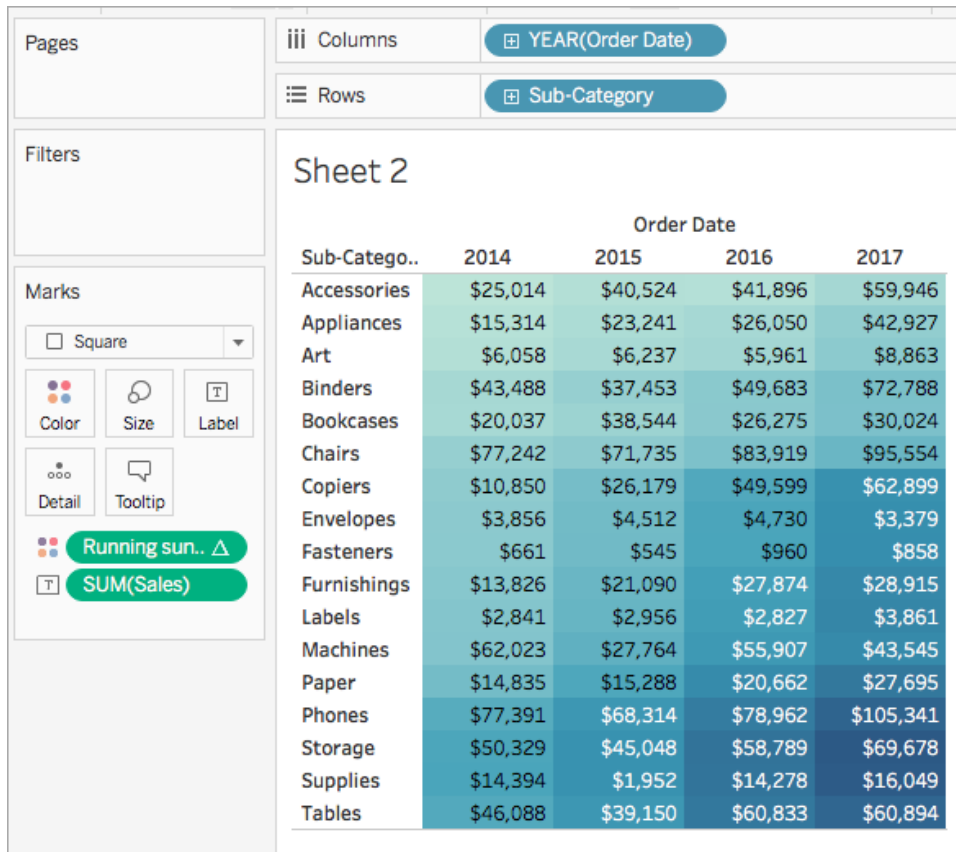 Pages
Columns
YEAR(Order Date)
Rows
Sub-Category
Filters
Marks
Square
Color Size Label
Detail Tooltip
Running sun.. Δ
SUM(Sales)
Sheet 2
Order Date
Sub-Catego.. 2014 2015 2016 2017
Accessories $25,014 $40,524 $41,896 $59,946
Appliances $15,314 $23,241 $26,050 $42,927
Art $6,058 $6,237 $5,961 $8,863
Binders $43,488 $37,453 $49,683 $72,788
Bookcases $20,037 $38,544 $26,275 $30,024
Chairs $77,242 $71,735 $83,919 $95,554
Copiers $10,850 $26,179 $49,599 $62,899
Envelopes $3,856 $4,512 $4,730 $3,379
Fasteners $661 $545 $960 $858
Furnishings $13,826 $21,090 $27,874 $28,915
Labels $2,841 $2,956 $2,827 $3,861
Machines $62,023 $27,764 $55,907 $43,545
Paper $14,835 $15,288 $20,662 $27,695
Phones $77,391 $68,314 $78,962 $105,341
Storage $50,329 $45,048 $58,789 $69,678
Supplies $14,394 $1,952 $14,278 $16,049
Tables $46,088 $39,150 $60,833 $60,894